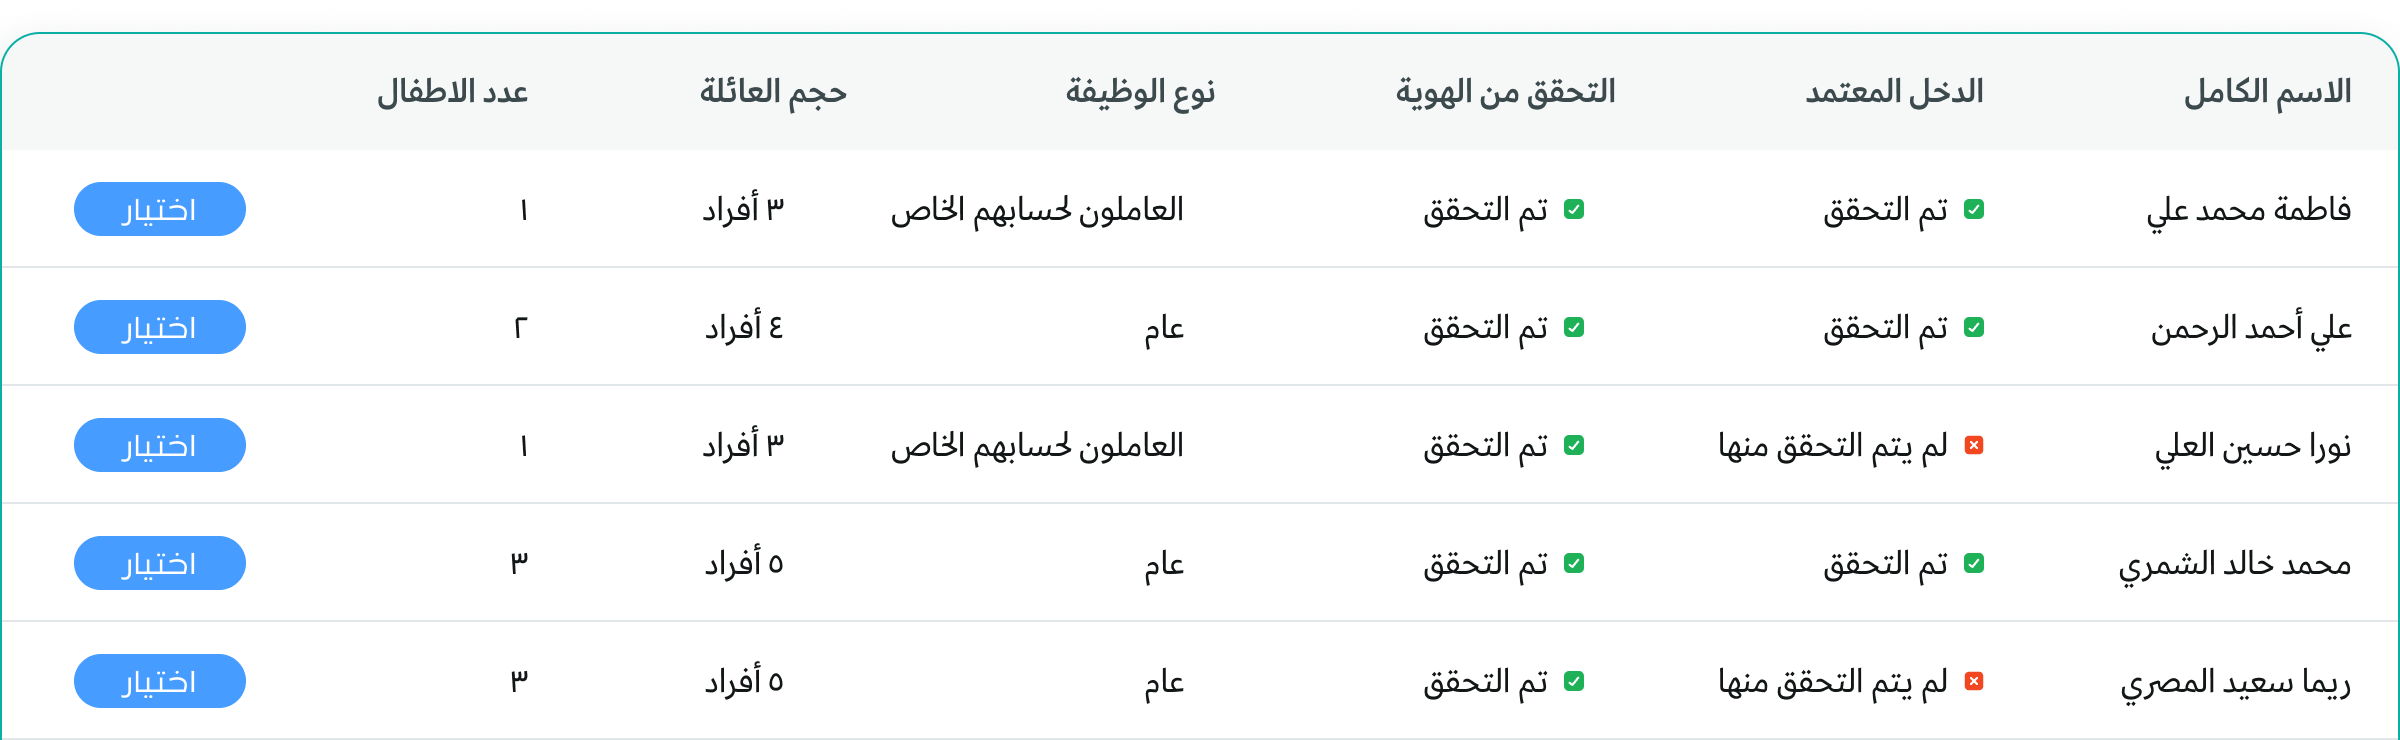 الاسم الكامل الدخل المعتمد التحقق من الهوية نوع الوظيفة حجم العائلة عدد الاطفال
فاطمة محمد علي تم التحقق تم التحقق العاملون لحسابهم الخاص ٣ أفراد ١ اختيار
علي أحمد الرحمن تم التحقق تم التحقق عام ٤ أفراد ٢ اختيار
نورا حسين العلي لم يتم التحقق منها تم التحقق العاملون لحسابهم الخاص ٣ أفراد ١ اختيار
محمد خالد الشمري تم التحقق تم التحقق عام ٥ أفراد ٣ اختيار
ريما سعيد المصري لم يتم التحقق منها تم التحقق عام ٥ أفراد ٣ اختيار